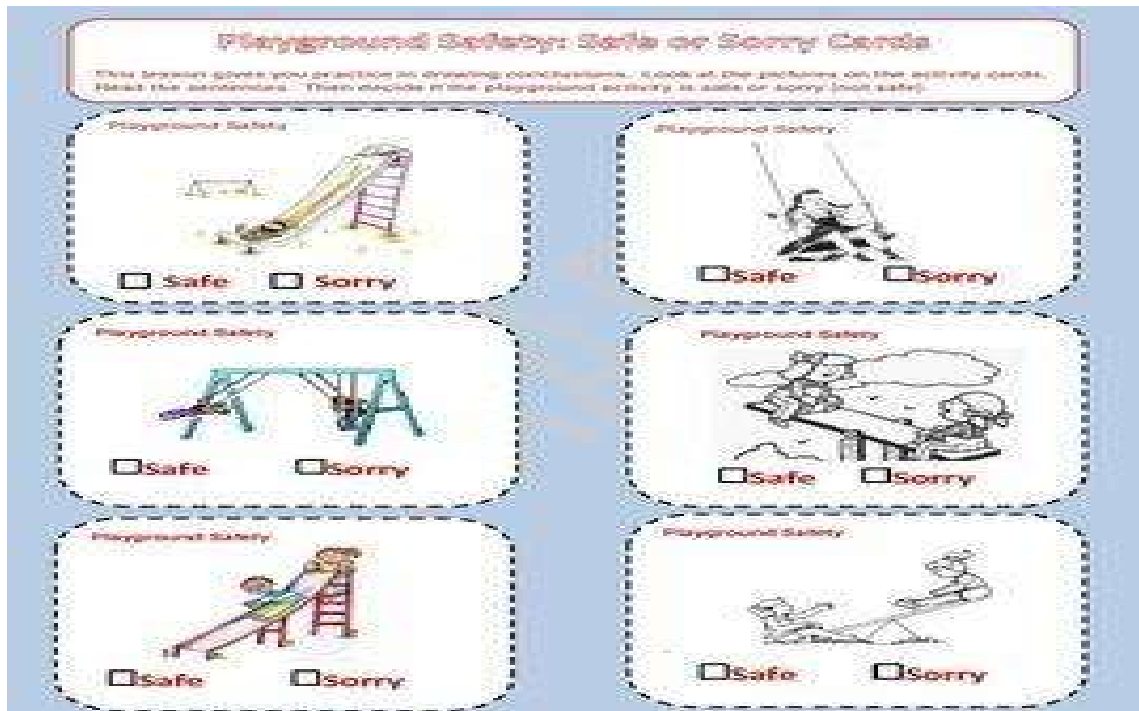 Playground Safety: Safe or Sorry Cards
This lesson gives you practice in drawing conclusions. Look at the pictures on the activity cards.
Read the sentences. Then decide if the playground activity is safe or sorry (not safe).
Playground Safety
Safe Sorry
Playground Safety
Safe Sorry
Playground Safety
Safe Sorry
Playground Safety
Safe Sorry
Playground Safety
Safe Sorry
Playground Safety
Safe Sorry